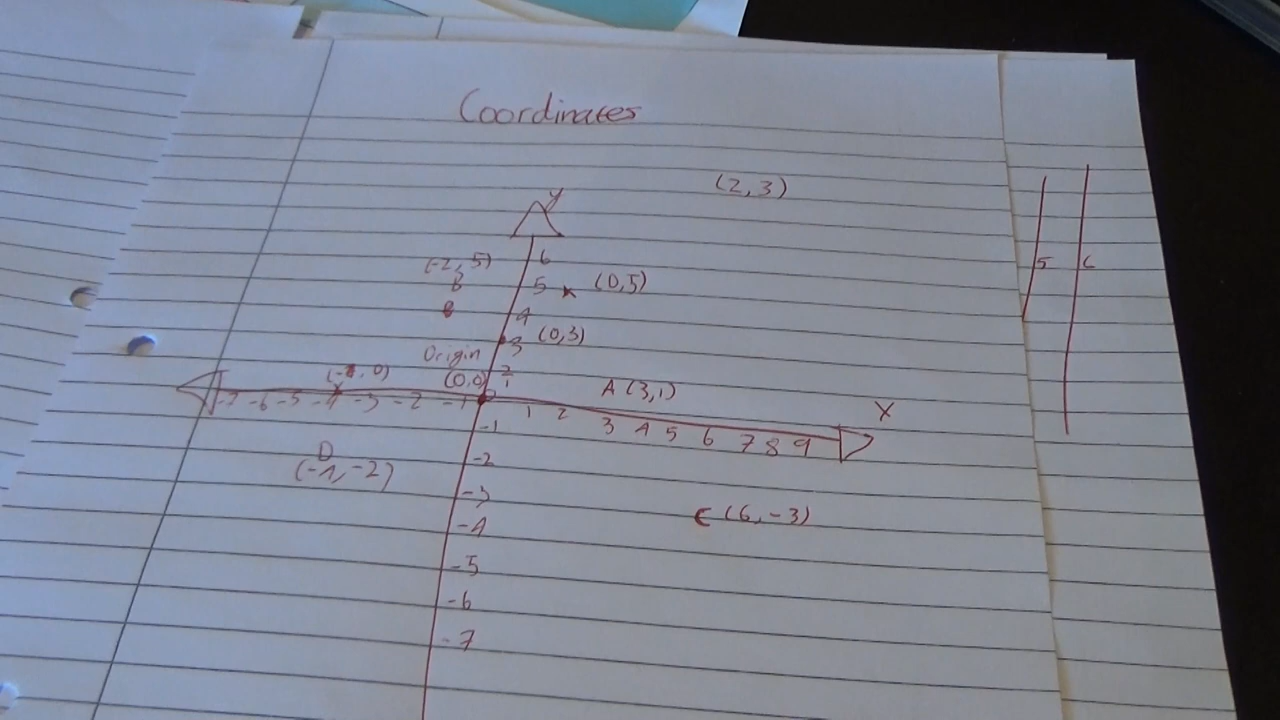 Coordinates
(2,3)
y
6
(-2, 5)
B
5 x (0,5)
4
3 (0,3)
Origin
2
1
(0,0)
A (3,1)
-7 -6 -5 -4 -3 -2 -1
1 2 3 4 5 6 7 8 9
X
-1
-2
D
(-1,-2)
-3
E (6,-3)
-4
-5
-6
-7
5